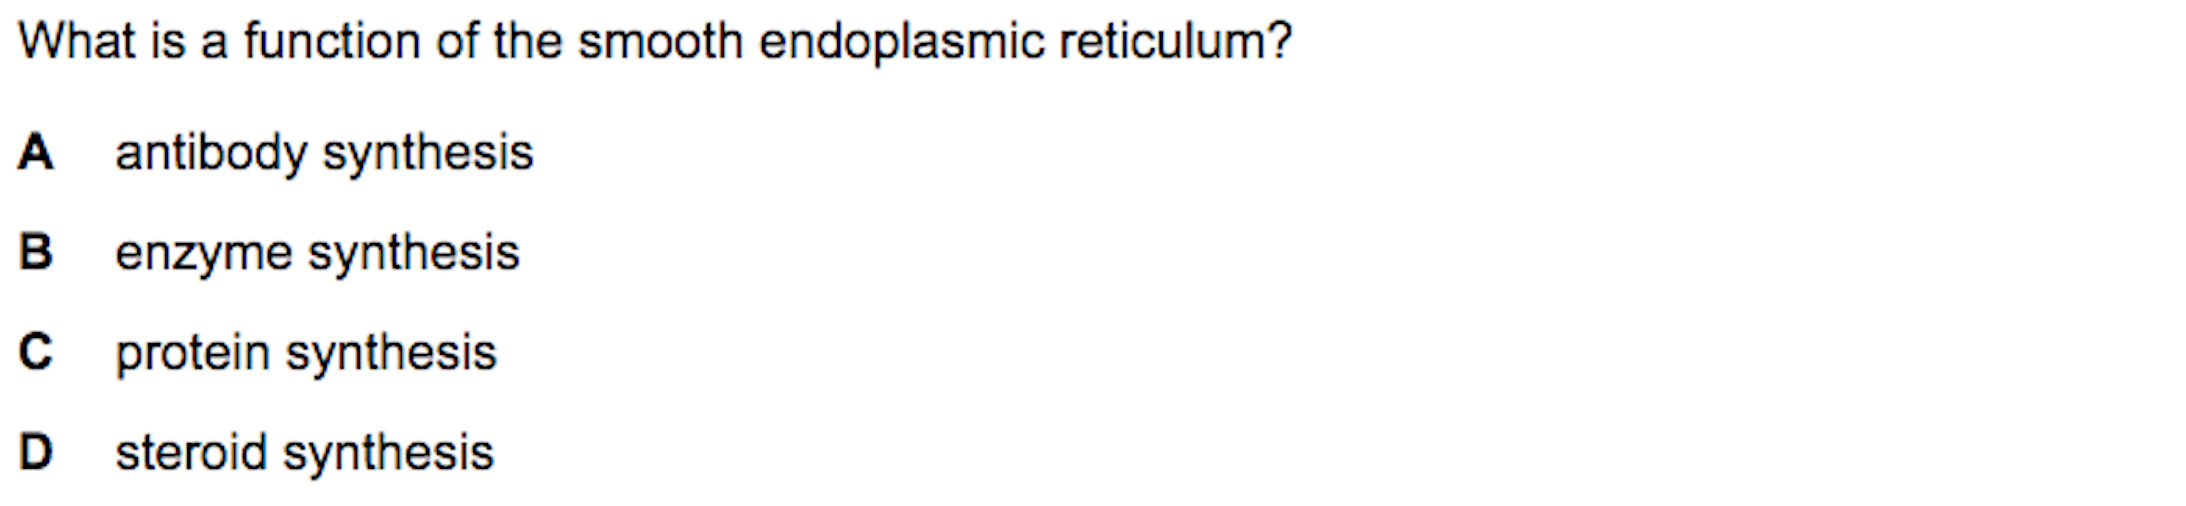 What is a function of the smooth endoplasmic reticulum?
A antibody synthesis
B enzyme synthesis
C protein synthesis
D steroid synthesis